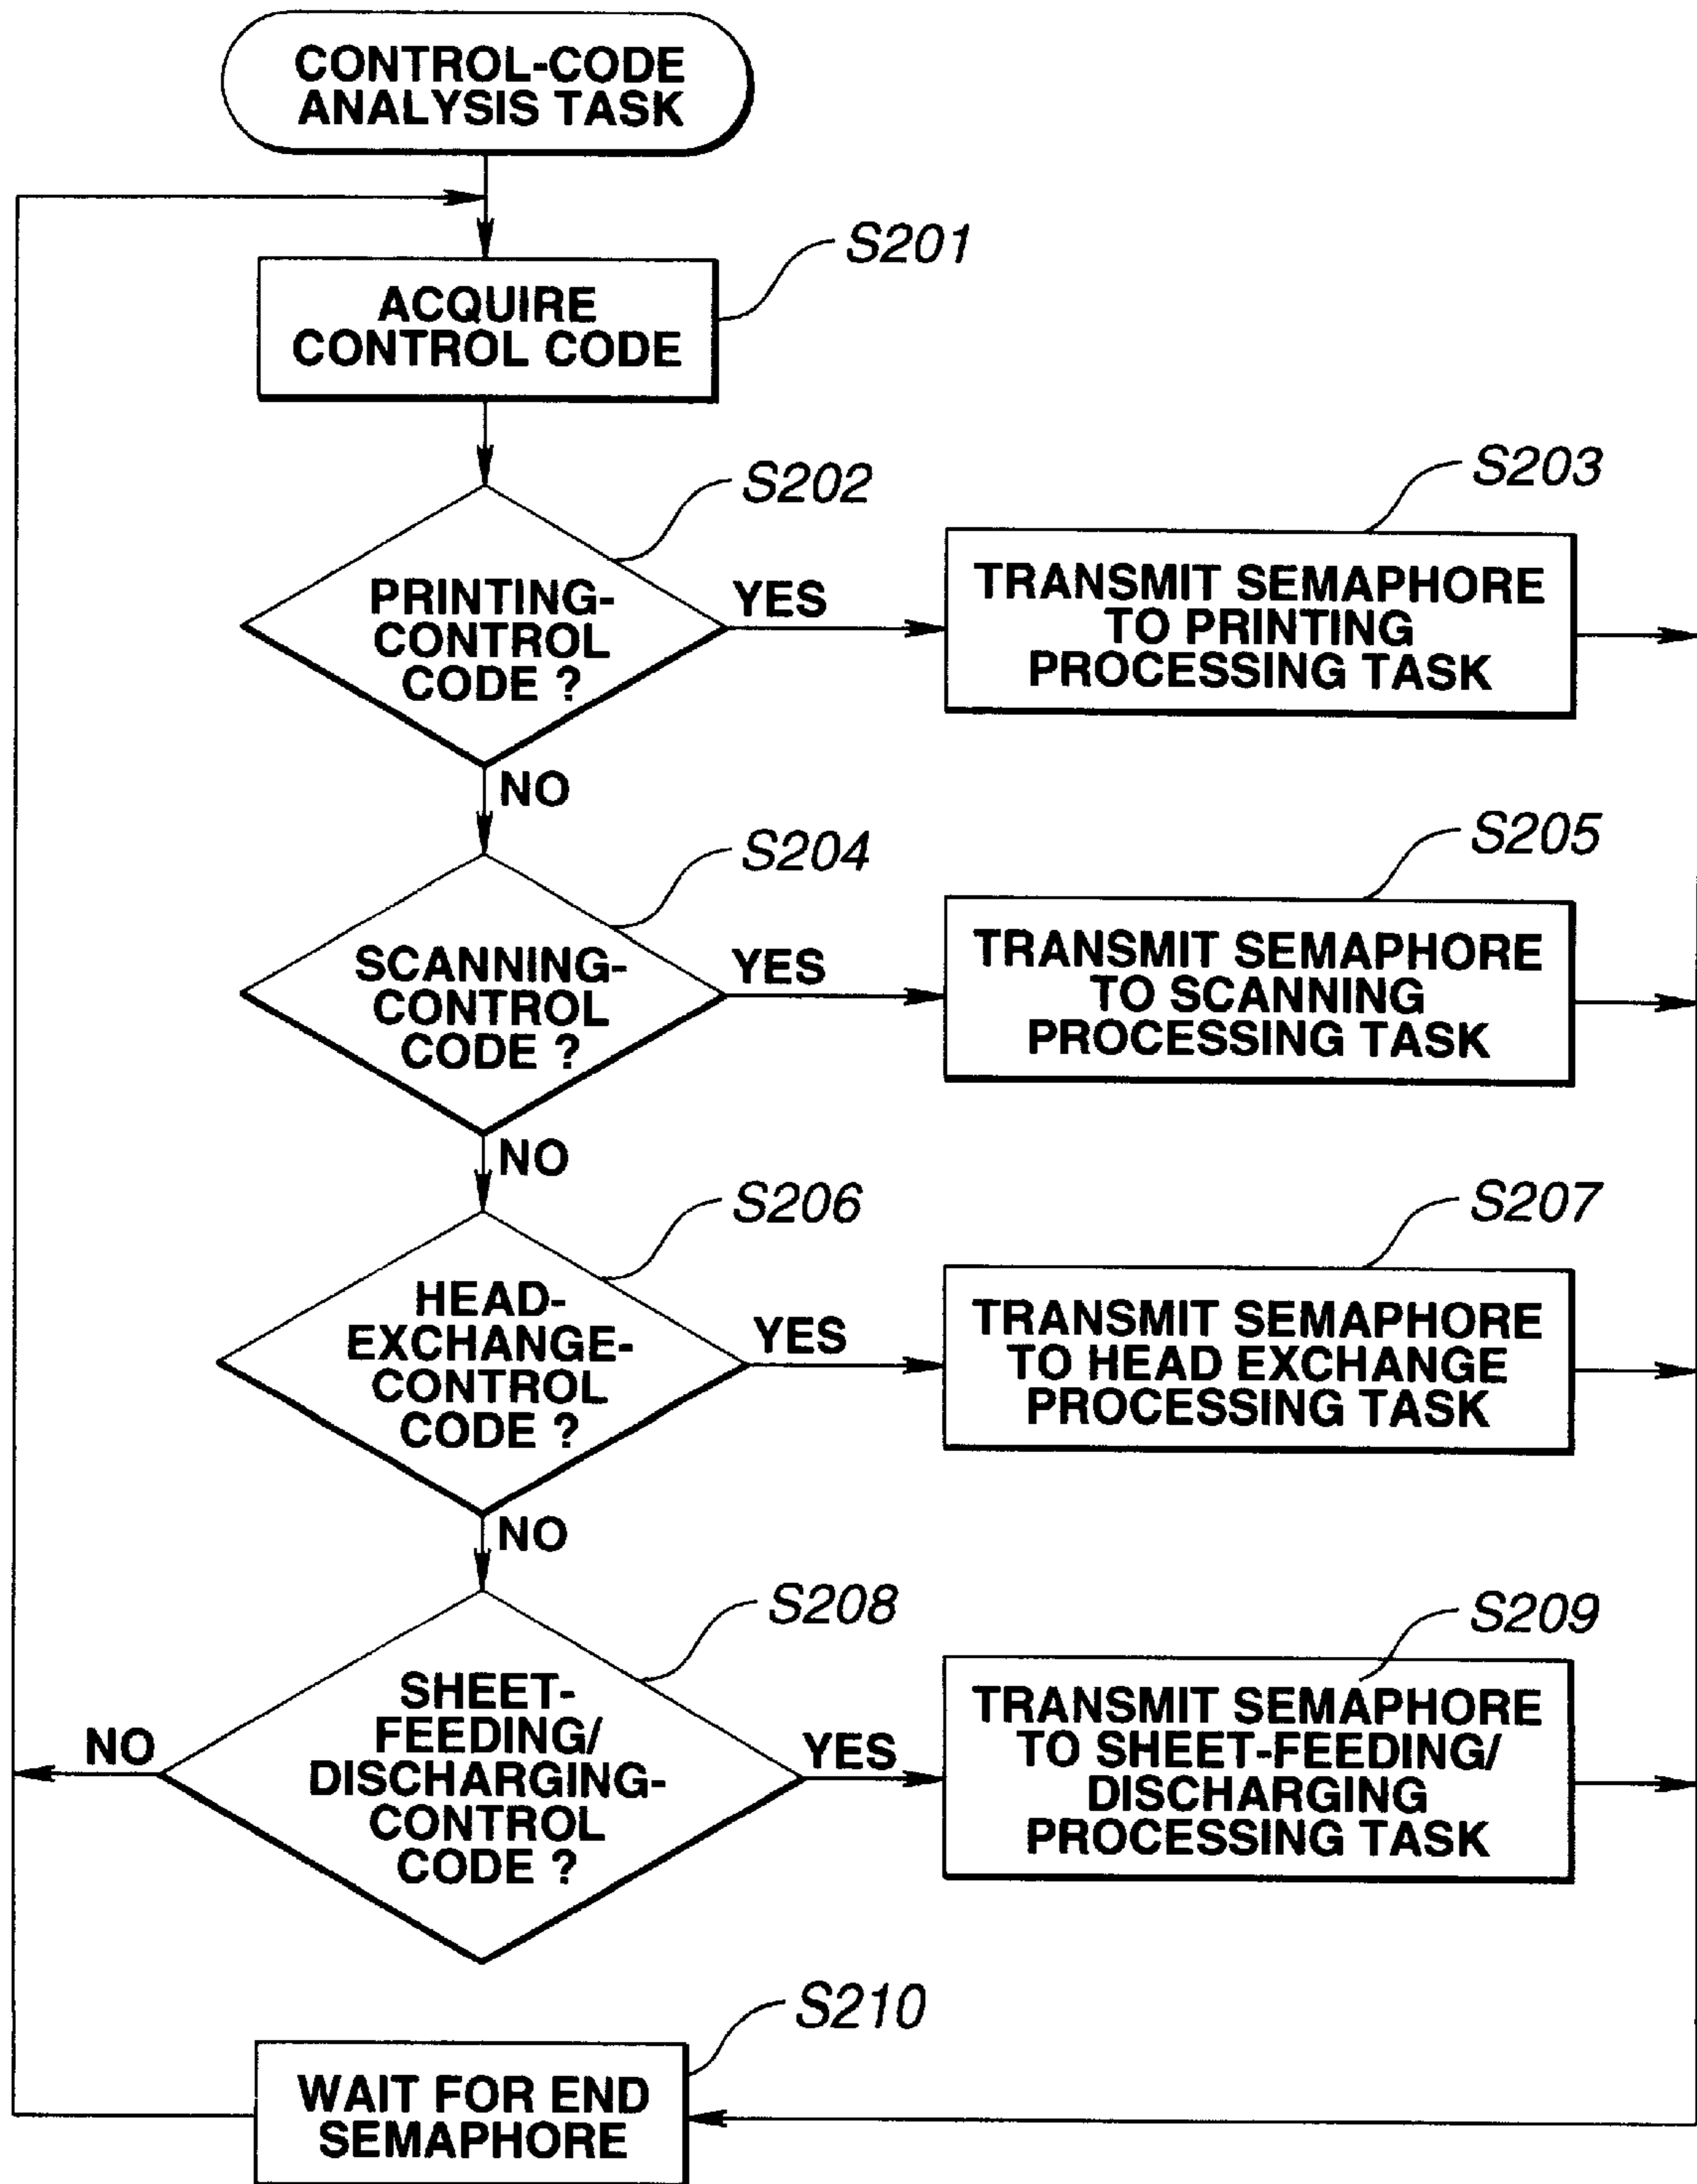 CONTROL-CODE
ANALYSIS TASK
S201
ACQUIRE
CONTROL CODE
S202
PRINTING-
CONTROL
CODE ?
YES
S203
TRANSMIT SEMAPHORE
TO PRINTING
PROCESSING TASK
NO
S204
SCANNING-
CONTROL
CODE ?
YES
S205
TRANSMIT SEMAPHORE
TO SCANNING
PROCESSING TASK
NO
S206
HEAD-
EXCHANGE-
CONTROL
CODE ?
YES
S207
TRANSMIT SEMAPHORE
TO HEAD EXCHANGE
PROCESSING TASK
NO
S208
SHEET-
FEEDING/
DISCHARGING-
CONTROL
CODE ?
NO
YES
S209
TRANSMIT SEMAPHORE
TO SHEET-FEEDING/
DISCHARGING
PROCESSING TASK
S210
WAIT FOR END
SEMAPHORE